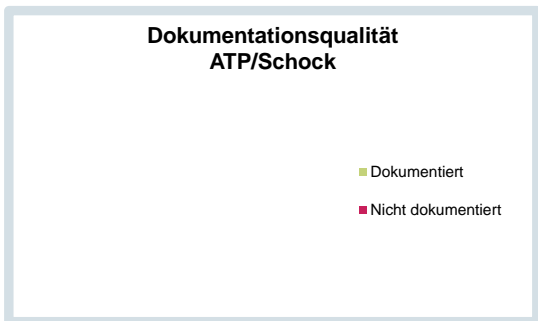 Dokumentationsqualität
ATP/Schock
Dokumentiert
Nicht dokumentiert